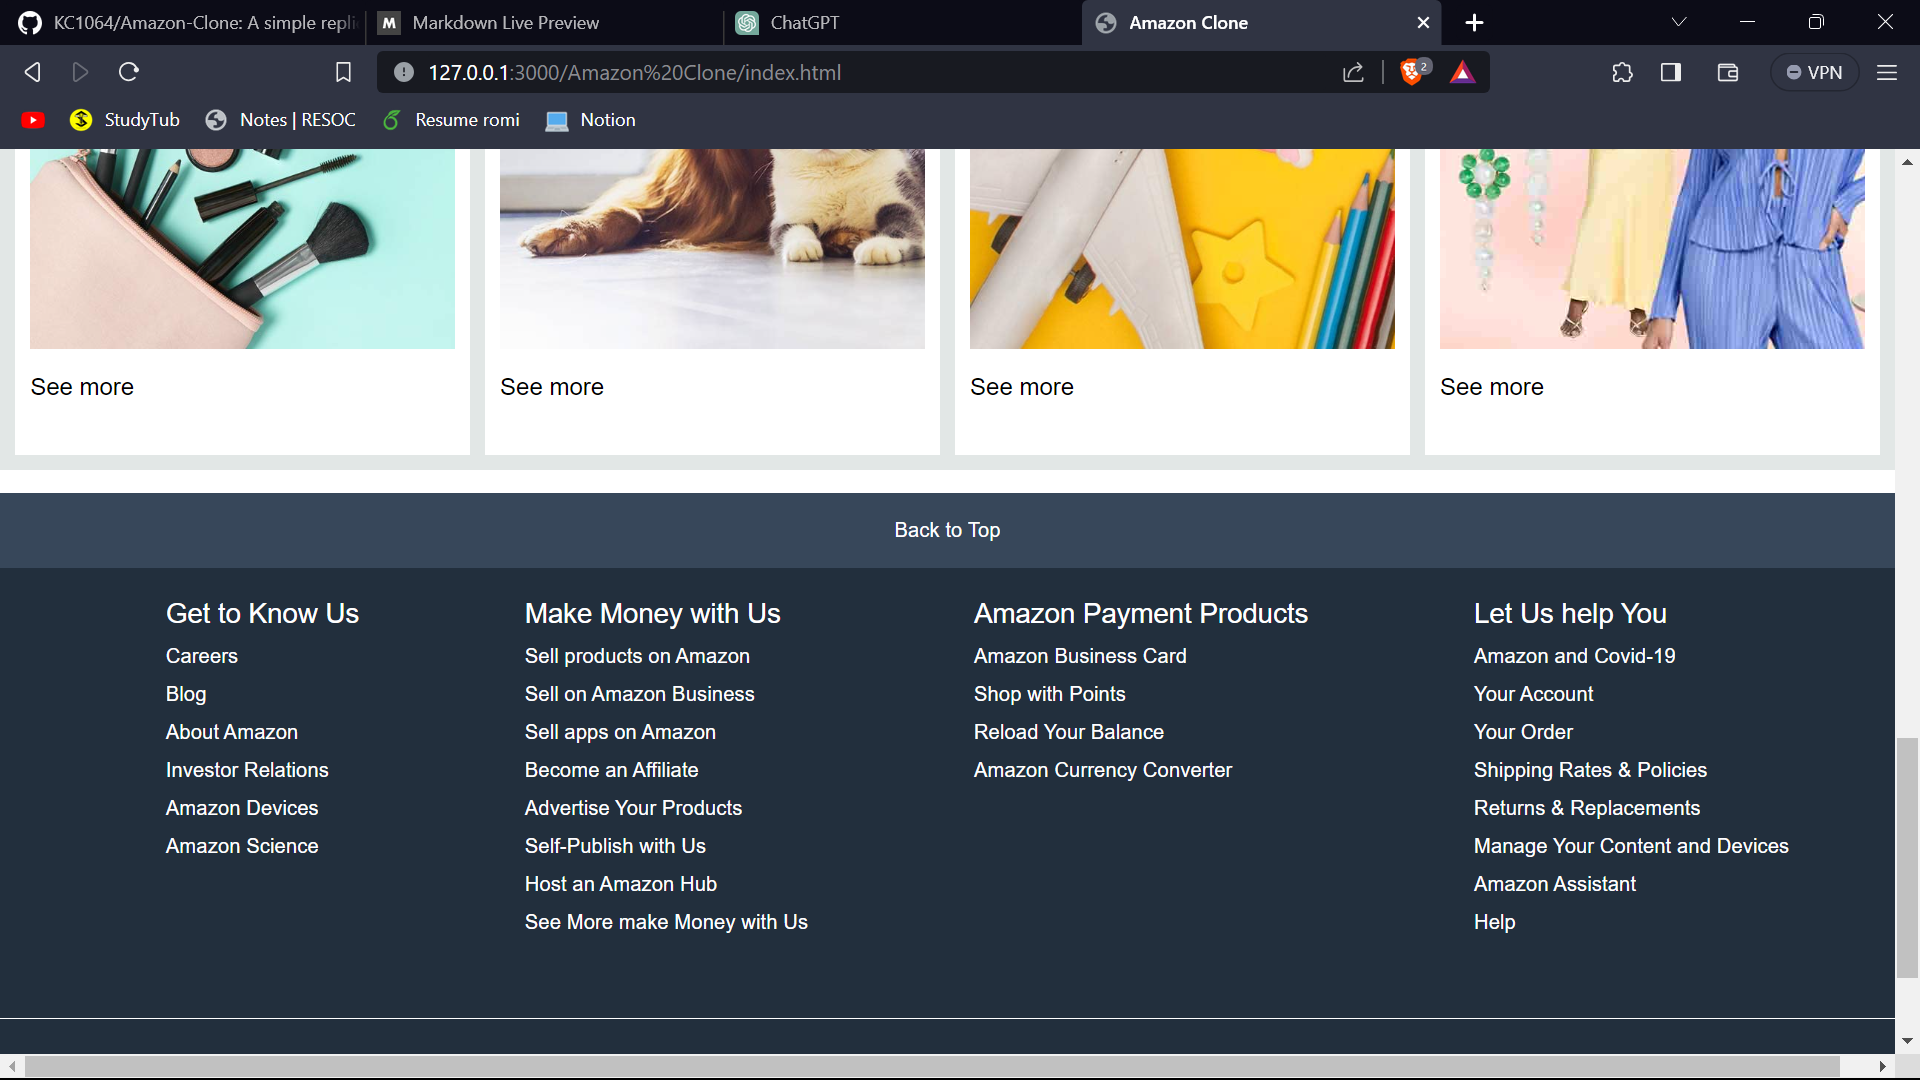 KC1064/Amazon-Clone: A simple repli
M Markdown Live Preview
ChatGPT
Amazon Clone
127.0.0.1:3000/Amazon%20Clone/index.html
2
VPN
StudyTub
Notes | RESOC
Resume romi
Notion
See more
See more
See more
See more
Back to Top
Get to Know Us
Careers
Blog
About Amazon
Investor Relations
Amazon Devices
Amazon Science
Make Money with Us
Sell products on Amazon
Sell on Amazon Business
Sell apps on Amazon
Become an Affiliate
Advertise Your Products
Self-Publish with Us
Host an Amazon Hub
See More make Money with Us
Amazon Payment Products
Amazon Business Card
Shop with Points
Reload Your Balance
Amazon Currency Converter
Let Us help You
Amazon and Covid-19
Your Account
Your Order
Shipping Rates & Policies
Returns & Replacements
Manage Your Content and Devices
Amazon Assistant
Help